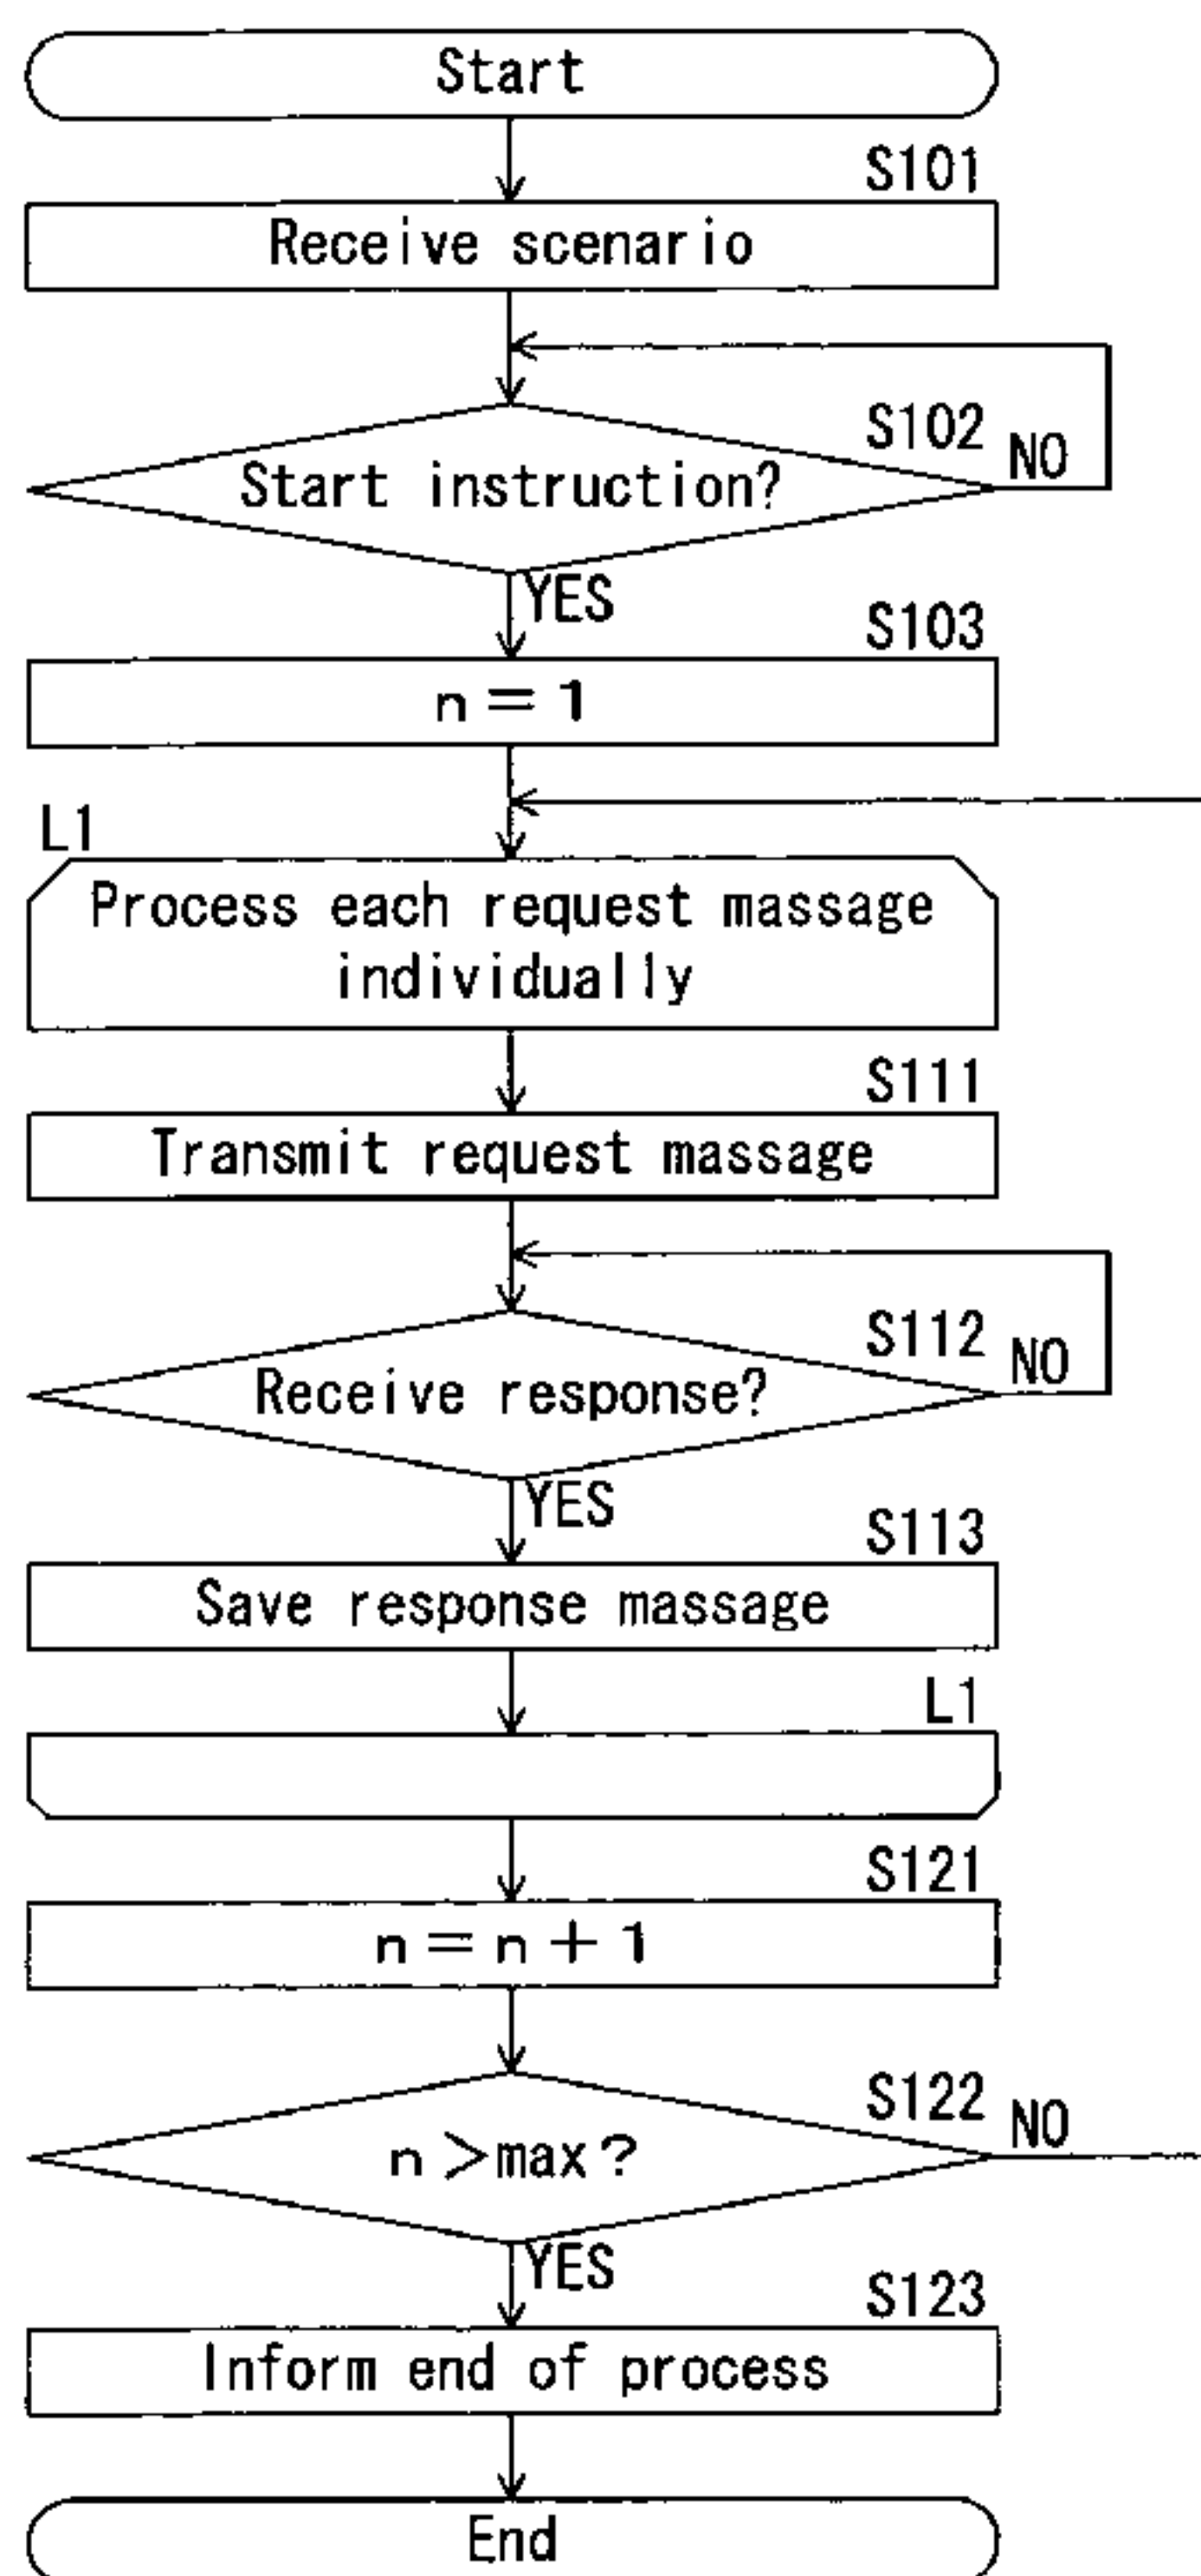 Start
S101
Receive scenario
S102
NO
Start instruction?
YES
S103
n = 1
L1
Process each request massage
individually
S111
Transmit request massage
S112
NO
Receive response?
YES
S113
Save response massage
L1
S121
n = n + 1
S122
NO
n > max ?
YES
S123
Inform end of process
End